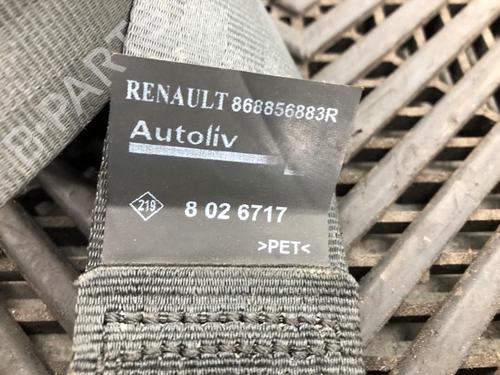 RENAULT 868856883R
Autoliv
219 8 02 6717
>PET<